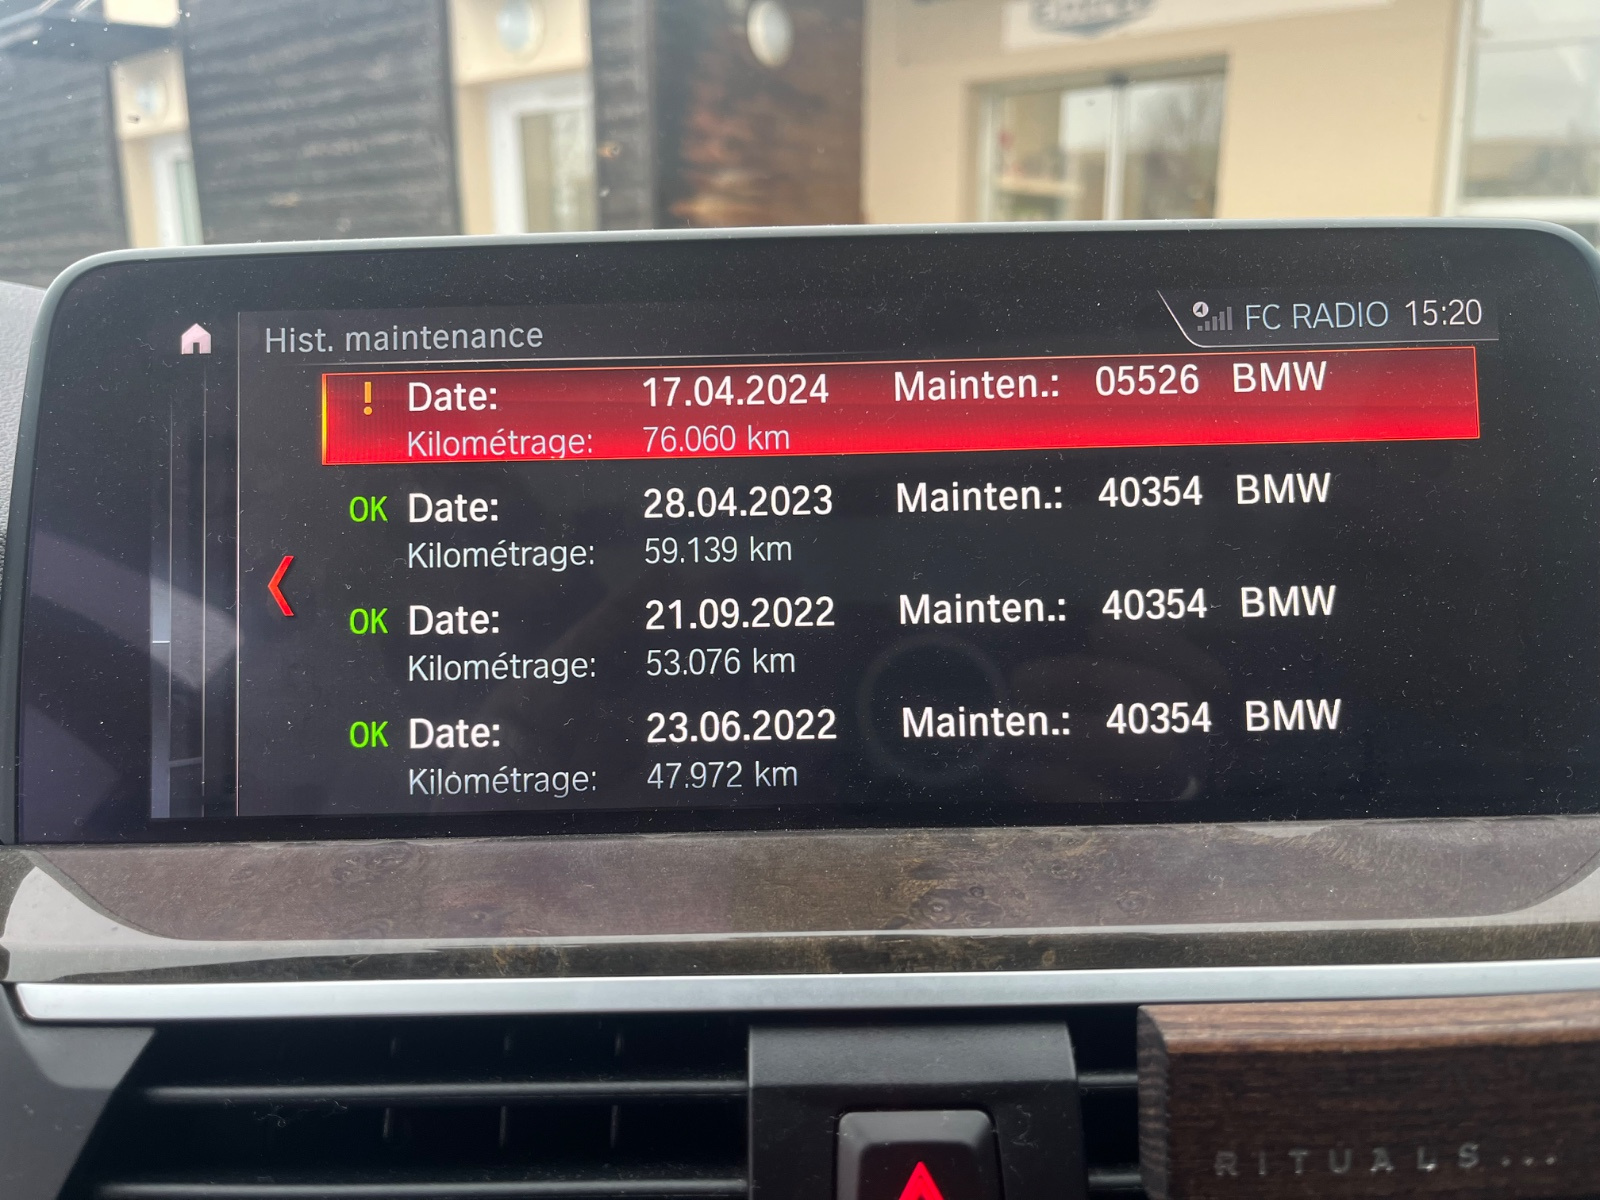 Hist. maintenance
FC RADIO 15:20
! Date: 17.04.2024 Mainten.: 05526 BMW
Kilométrage: 76.060 km
OK Date: 28.04.2023 Mainten.: 40354 BMW
Kilométrage: 59.139 km
OK Date: 21.09.2022 Mainten.: 40354 BMW
Kilométrage: 53.076 km
OK Date: 23.06.2022 Mainten.: 40354 BMW
Kilométrage: 47.972 km
RITUALS...